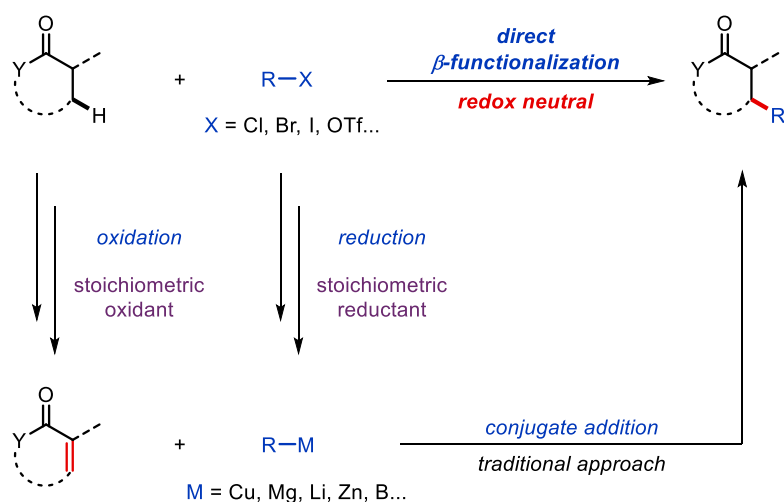 O
Y
H
+
R–X
X = Cl, Br, I, OTf...
direct
β-functionalization
redox neutral
O
Y
R
oxidation
stoichiometric
oxidant
reduction
stoichiometric
reductant
O
Y
+
R–M
M = Cu, Mg, Li, Zn, B...
conjugate addition
traditional approach